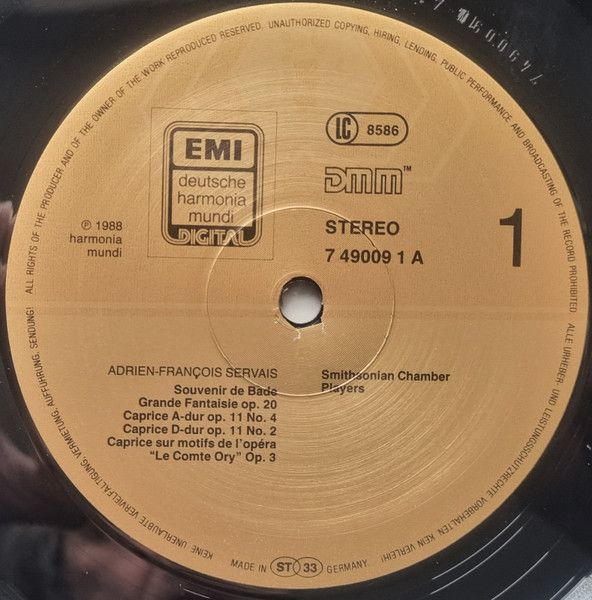 ALL RIGHTS OF THE PRODUCER AND OF THE OWNER OF THE WORK REPRODUCED RESERVED. UNAUTHORIZED COPYING, HIRING, LENDING, PUBLIC PERFORMANCE AND BROADCASTING OF THE RECORD PROHIBITED.
ALLE URHEBER- UND LEISTUNGSSCHUTZRECHTE VORBEHALTEN. KEIN VERLEIH!
KEINE UNERLAUBTE VERVIELFÄLTIGUNG, VERMIETUNG, AUFFÜHRUNG, SENDUNG!
EMI
deutsche
harmonia
mundi
DIGITAL
LC 8586
DMM™
STEREO
7 49009 1 A
1
℗ 1988
harmonia
mundi
ADRIEN-FRANÇOIS SERVAIS
Souvenir de Bade
Grande Fantaisie op. 20
Caprice A-dur op. 11 No. 4
Caprice D-dur op. 11 No. 2
Caprice sur motifs de l'opéra
"Le Comte Ory" Op. 3
Smithsonian Chamber
Players
MADE IN ST 33 GERMANY